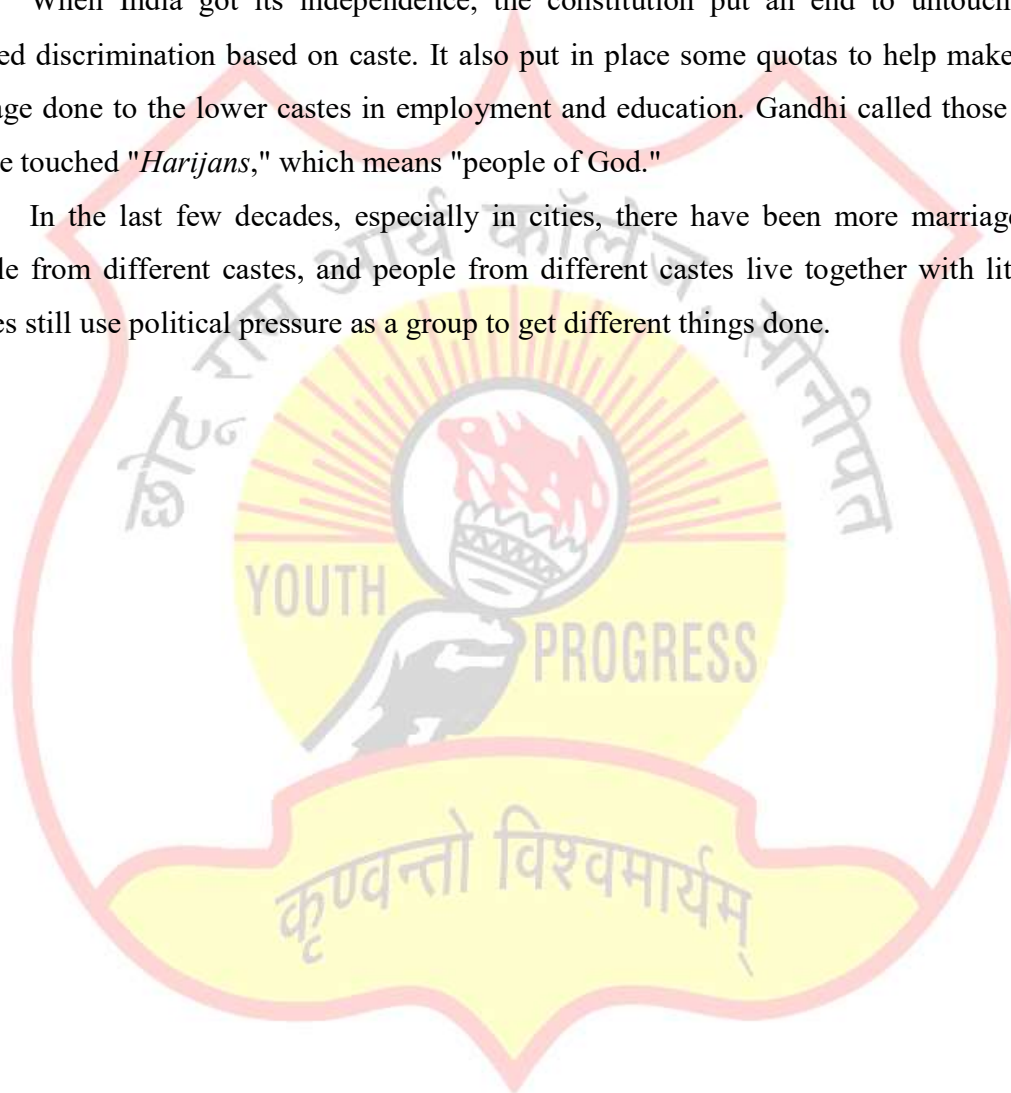 When India got its independence, the constitution put an end to untouch
ed discrimination based on caste. It also put in place some quotas to help make
age done to the lower castes in employment and education. Gandhi called those
e touched "Harijans," which means "people of God."
In the last few decades, especially in cities, there have been more marriage
le from different castes, and people from different castes live together with lit
es still use political pressure as a group to get different things done.
राम आर्य कॉलेज, सोनीपत
YOUTH
PROGRESS
कृण्वन्तो विश्वमार्यम्